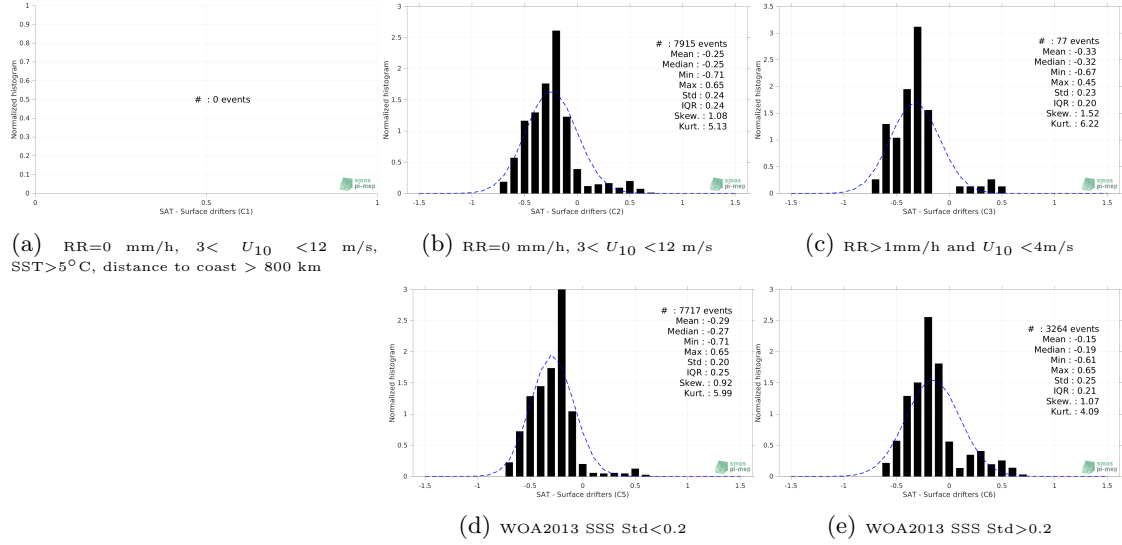 1
0.9
0.8
0.7
0.6
0.5
0.4
0.3
0.2
0.1
0
Normalized histogram
# : 0 events
smos
pi-mep
0 0.5 1
SAT - Surface drifters (C1)
(a) RR=0 mm/h, 3< U10 <12 m/s,
SST>5°C, distance to coast > 800 km
3
2.5
2
1.5
1
0.5
0
Normalized histogram
# : 7915 events
Mean : -0.25
Median : -0.25
Min : -0.71
Max : 0.65
Std : 0.24
IQR : 0.24
Skew. : 1.08
Kurt. : 5.13
smos
pi-mep
-1.5 -1 -0.5 0 0.5 1 1.5
SAT - Surface drifters (C2)
(b) RR=0 mm/h, 3< U10 <12 m/s
3.5
3
2.5
2
1.5
1
0.5
0
Normalized histogram
# : 77 events
Mean : -0.33
Median : -0.32
Min : -0.67
Max : 0.45
Std : 0.23
IQR : 0.20
Skew. : 1.52
Kurt. : 6.22
smos
pi-mep
-1.5 -1 -0.5 0 0.5 1 1.5
SAT - Surface drifters (C3)
(c) RR>1mm/h and U10 <4m/s
3
2.5
2
1.5
1
0.5
0
Normalized histogram
# : 7717 events
Mean : -0.29
Median : -0.27
Min : -0.71
Max : 0.65
Std : 0.20
IQR : 0.25
Skew. : 0.92
Kurt. : 5.99
smos
pi-mep
-1.5 -1 -0.5 0 0.5 1 1.5
SAT - Surface drifters (C5)
(d) WOA2013 SSS Std<0.2
3
2.5
2
1.5
1
0.5
0
Normalized histogram
# : 3264 events
Mean : -0.15
Median : -0.19
Min : -0.61
Max : 0.65
Std : 0.25
IQR : 0.21
Skew. : 1.07
Kurt. : 4.09
smos
pi-mep
-1.5 -1 -0.5 0 0.5 1 1.5
SAT - Surface drifters (C6)
(e) WOA2013 SSS Std>0.2